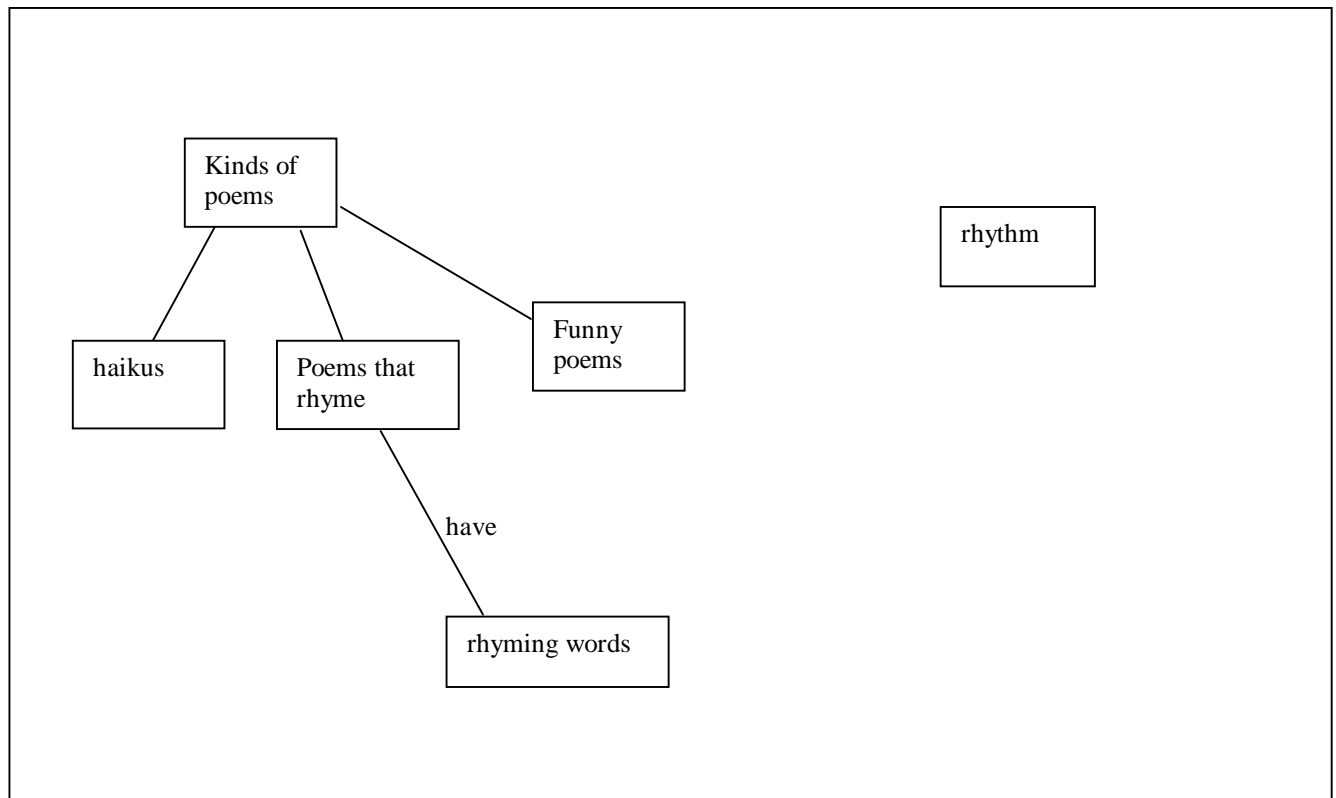 Kinds of
poems
rhythm
Funny
poems
haikus
Poems that
rhyme
have
rhyming words